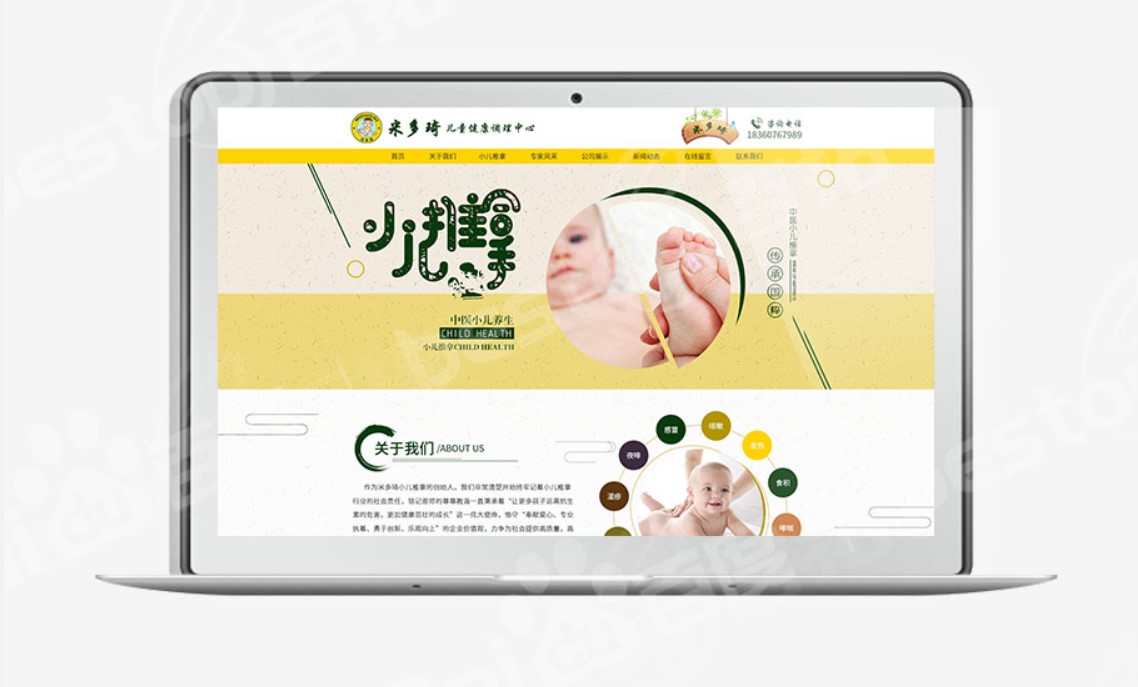 米多琦 儿童健康调理中心
米多琦
咨询电话
18360767989
首页 关于我们 小儿推拿 专家风采 公司展示 新闻动态 在线留言 联系我们
小儿推拿
中医小儿养生
CHILD HEALTH
小儿推拿CHILD HEALTH
中医小儿推拿
传承国粹
关于我们/ABOUT US
作为米多琦小儿推拿的创始人，我们非常清楚并始终牢记着小儿推拿
行业的社会责任，铭记恩师的尊尊教诲一直秉承着“让更多孩子远离抗生
素的危害，更加健康茁壮的成长”这一伟大使命，恪守“奉献爱心、专业
执着、勇于创新、乐观向上”的企业价值观，力争为社会提供高质量、高
感冒
咳嗽
发热
食积
哮喘
夜啼
湿疹
bestop
百度